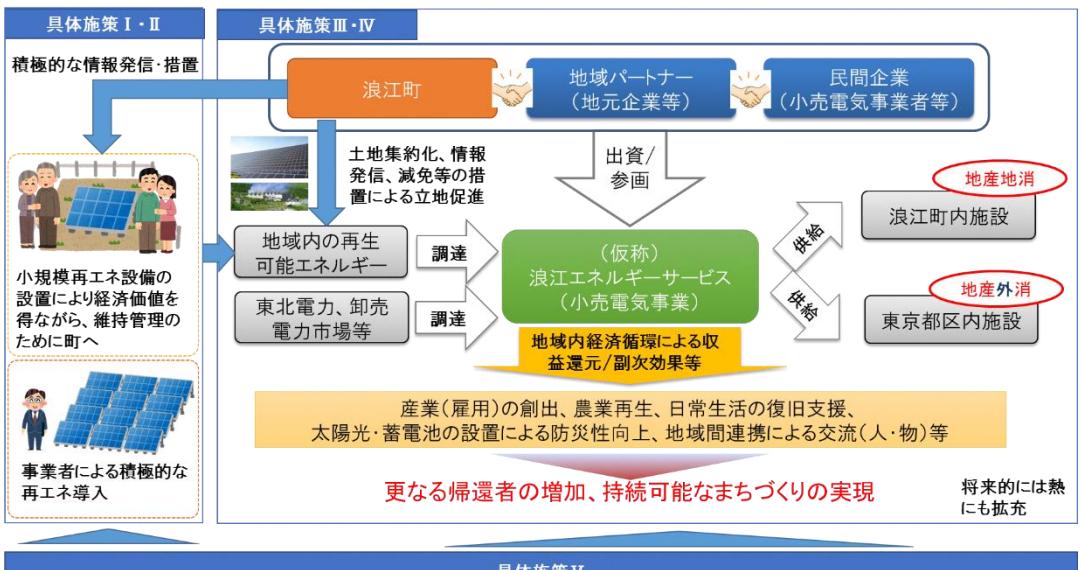 具体施策Ⅰ・Ⅱ
積極的な情報発信・措置
小規模再エネ設備の
設置により経済価値を
得ながら、維持管理の
ために町へ
事業者による積極的な
再エネ導入
具体施策Ⅲ・Ⅳ
浪江町
地域パートナー
（地元企業等）
民間企業
（小売電気事業者等）
土地集約化、情報
発信、減免等の措
置による立地促進
出資/
参画
地域内の再生
可能エネルギー
調達
東北電力、卸売
電力市場等
調達
（仮称）
浪江エネルギーサービス
（小売電気事業）
供給
供給
地産地消
浪江町内施設
地産外消
東京都区内施設
地域内経済循環による収
益還元/副次効果等
産業（雇用）の創出、農業再生、日常生活の復旧支援、
太陽光・蓄電池の設置による防災性向上、地域間連携による交流（人・物）等
更なる帰還者の増加、持続可能なまちづくりの実現
将来的には熱
にも拡充
具体施策Ⅴ